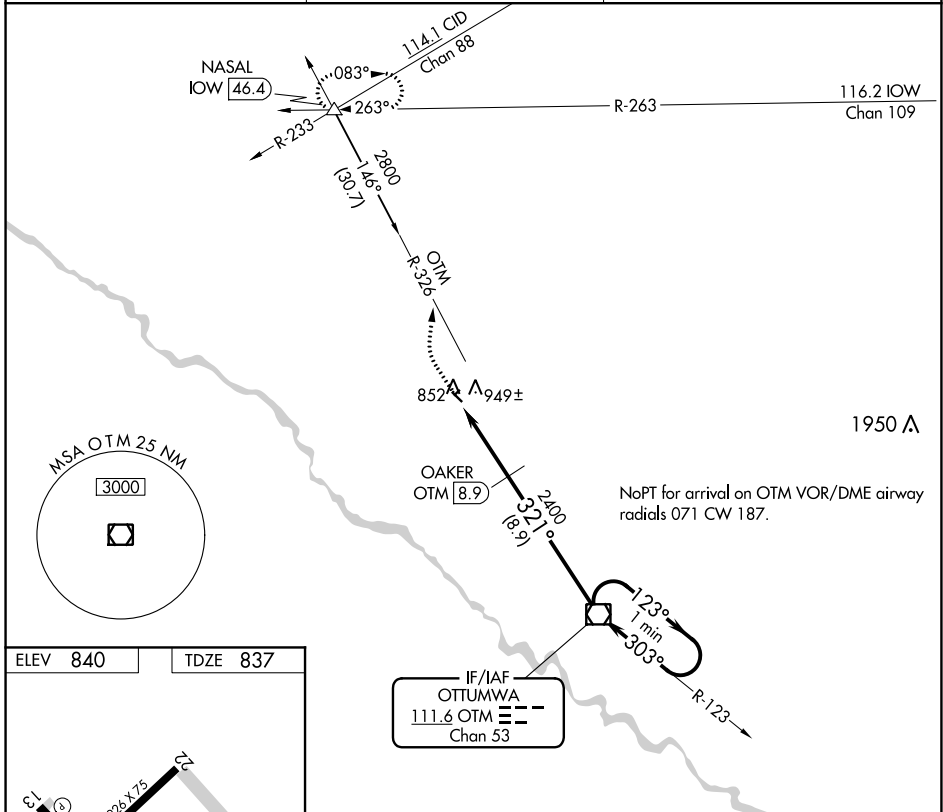 114.1 CID
Chan 88
NASAL
IOW 46.4
083°
263°
R-263
116.2 IOW
Chan 109
R-233
2800
146°
(30.7)
OTM
R-326
852
949±
1950
MSA OTM 25 NM
3000
OAKER
OTM 8.9
2400
321°
(8.9)
NoPT for arrival on OTM VOR/DME airway
radials 071 CW 187.
123°
1 min
303°
R-123
IF/IAF
OTTUMWA
111.6 OTM
Chan 53
ELEV 840
TDZE 837
22
13
P